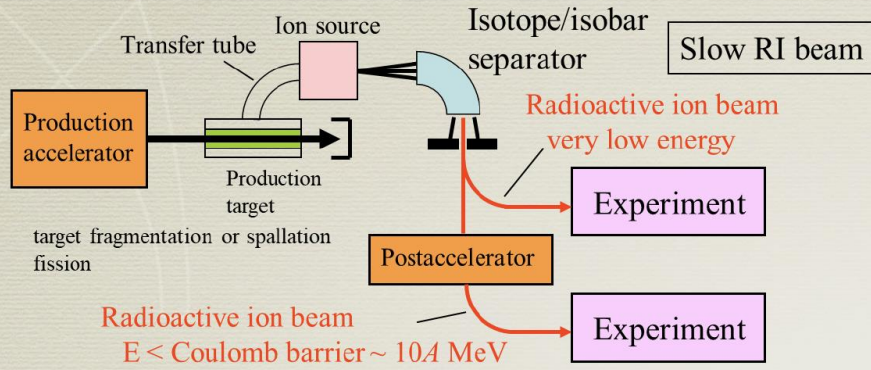 Ion source
Transfer tube
Isotope/isobar
separator
Slow RI beam
Production
accelerator
Radioactive ion beam
very low energy
Production
target
target fragmentation or spallation
fission
Experiment
Postaccelerator
Radioactive ion beam
E < Coulomb barrier ~ 10A MeV
Experiment